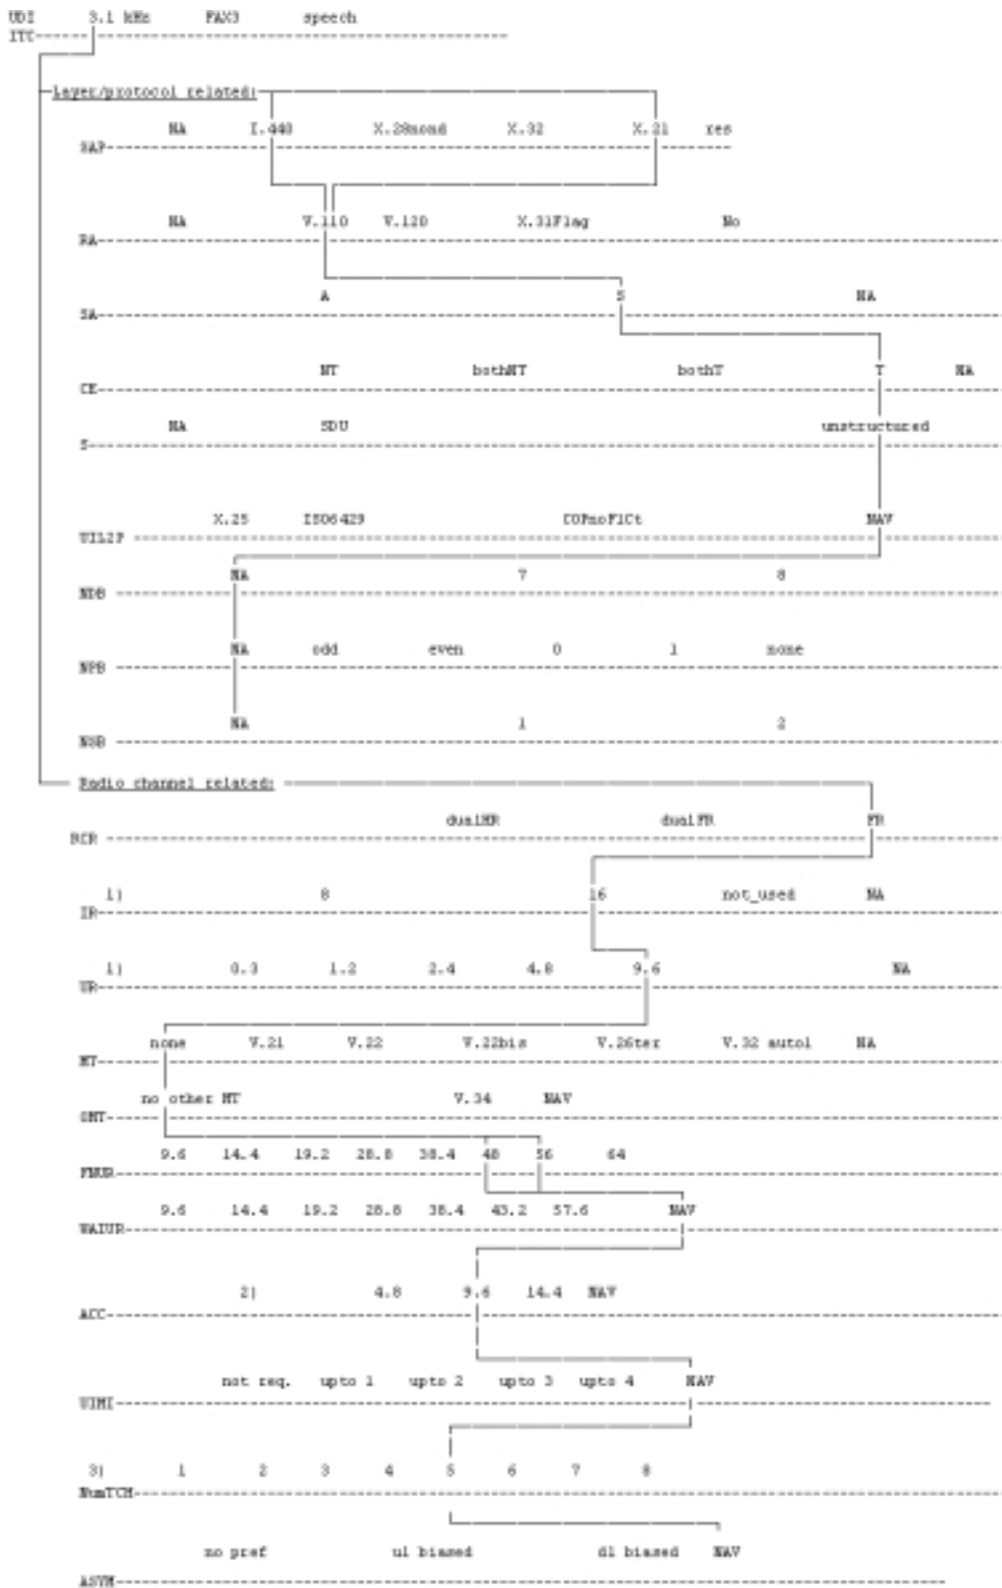 UDI 3.1 kHz FAX3 speech
ITC
Layer/protocol related:
NA I.440 X.28nond X.32 X.21 res
SAP
NA V.110 V.120 X.31Flag No
RA
A S NA
SA
NT bothNT bothT T NA
CE
NA SDU unstructured
S
X.25 ISO6429 COPnoFlCt NAV
UIL2P
NA 7 8
NDB
NA odd even 0 1 none
NPB
NA 1 2
NSB
Radio channel related:
dualHR dualFR FR
RCR
1) 8 16 not_used NA
IR
1) 0.3 1.2 2.4 4.8 9.6 NA
UR
none V.21 V.22 V.22bis V.26ter V.32 auto1 NA
MT
no other MT V.34 NAV
OMT
9.6 14.4 19.2 28.8 38.4 48 56 64
FNUR
9.6 14.4 19.2 28.8 38.4 43.2 57.6 NAV
WAIUR
2) 4.8 9.6 14.4 NAV
ACC
not req. upto 1 upto 2 upto 3 upto 4 NAV
UIMI
3) 1 2 3 4 5 6 7 8
NumTCH
no pref ul biased dl biased NAV
ASYM